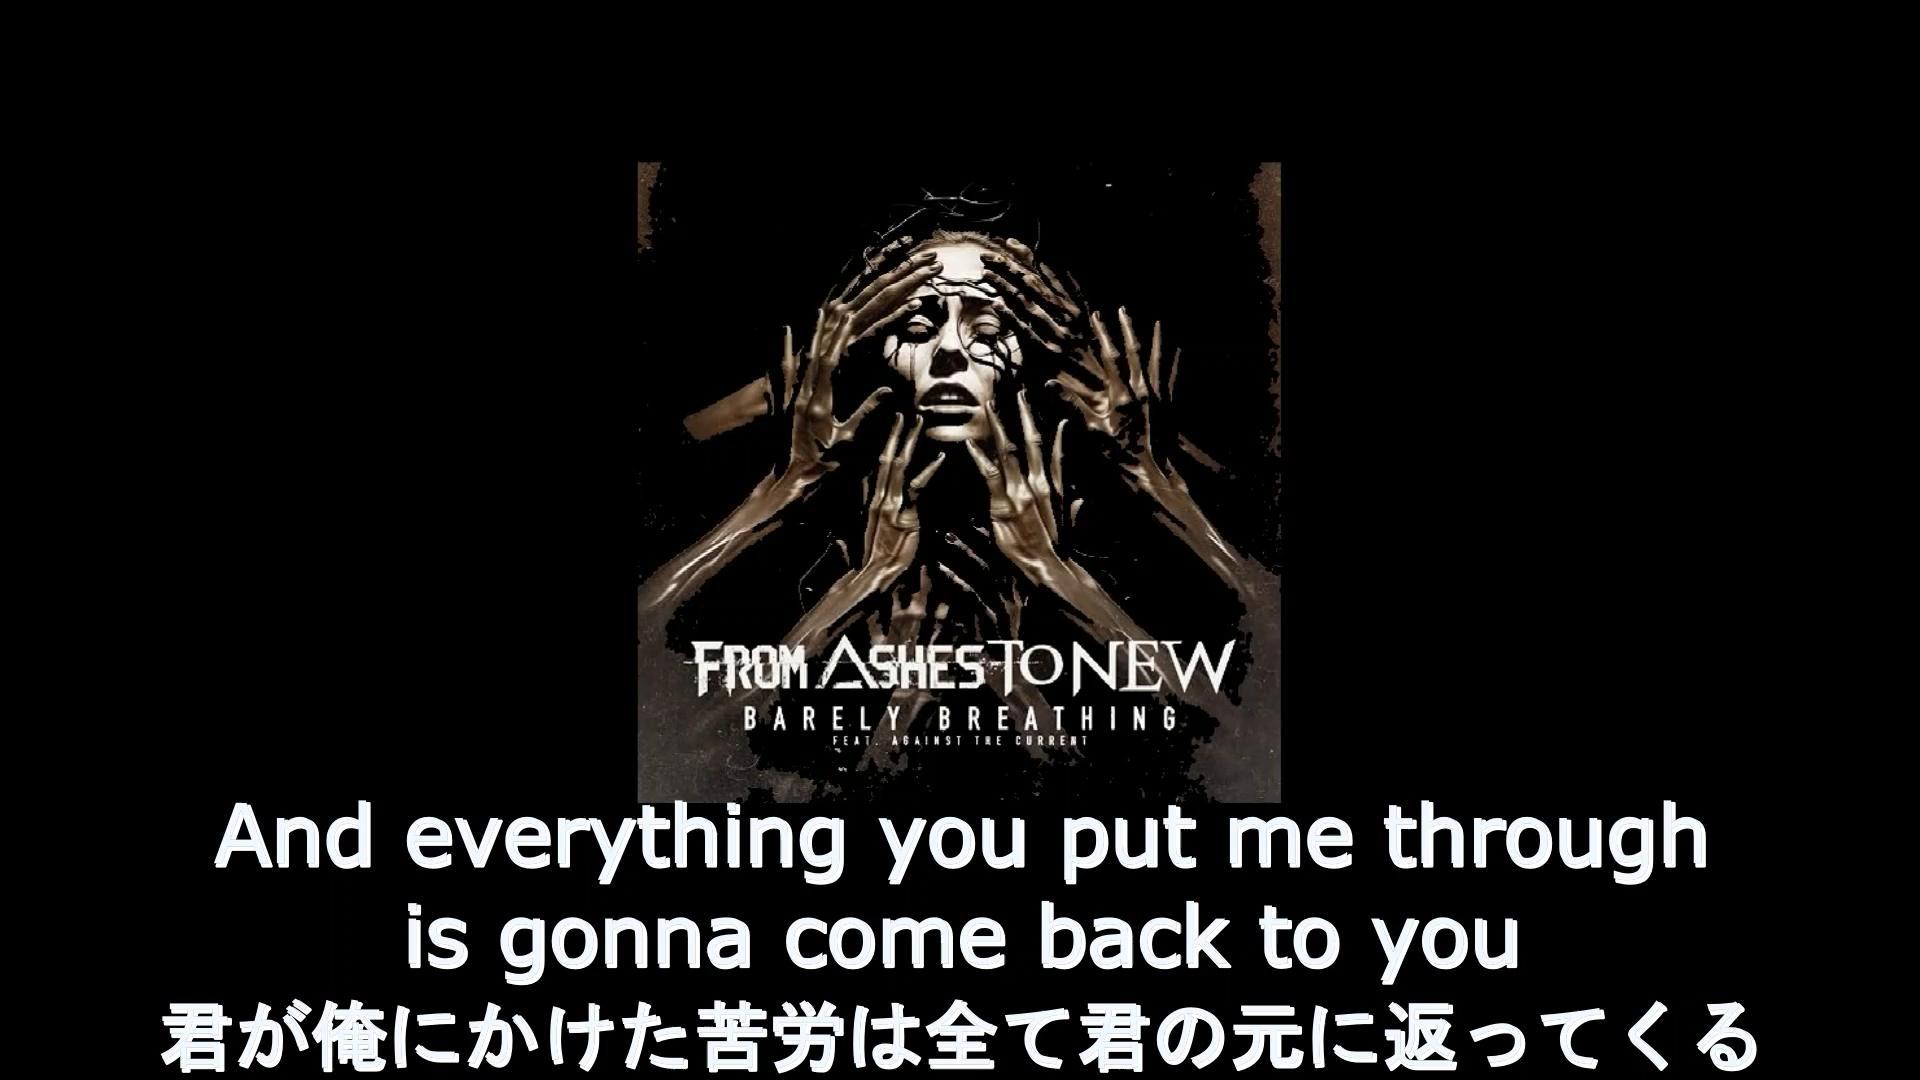 FROM ASHES TO NEW
BARELY BREATHING
FEAT. AGAINST THE CURRENT
And everything you put me through
is gonna come back to you
君が俺にかけた苦労は全て君の元に返ってくる